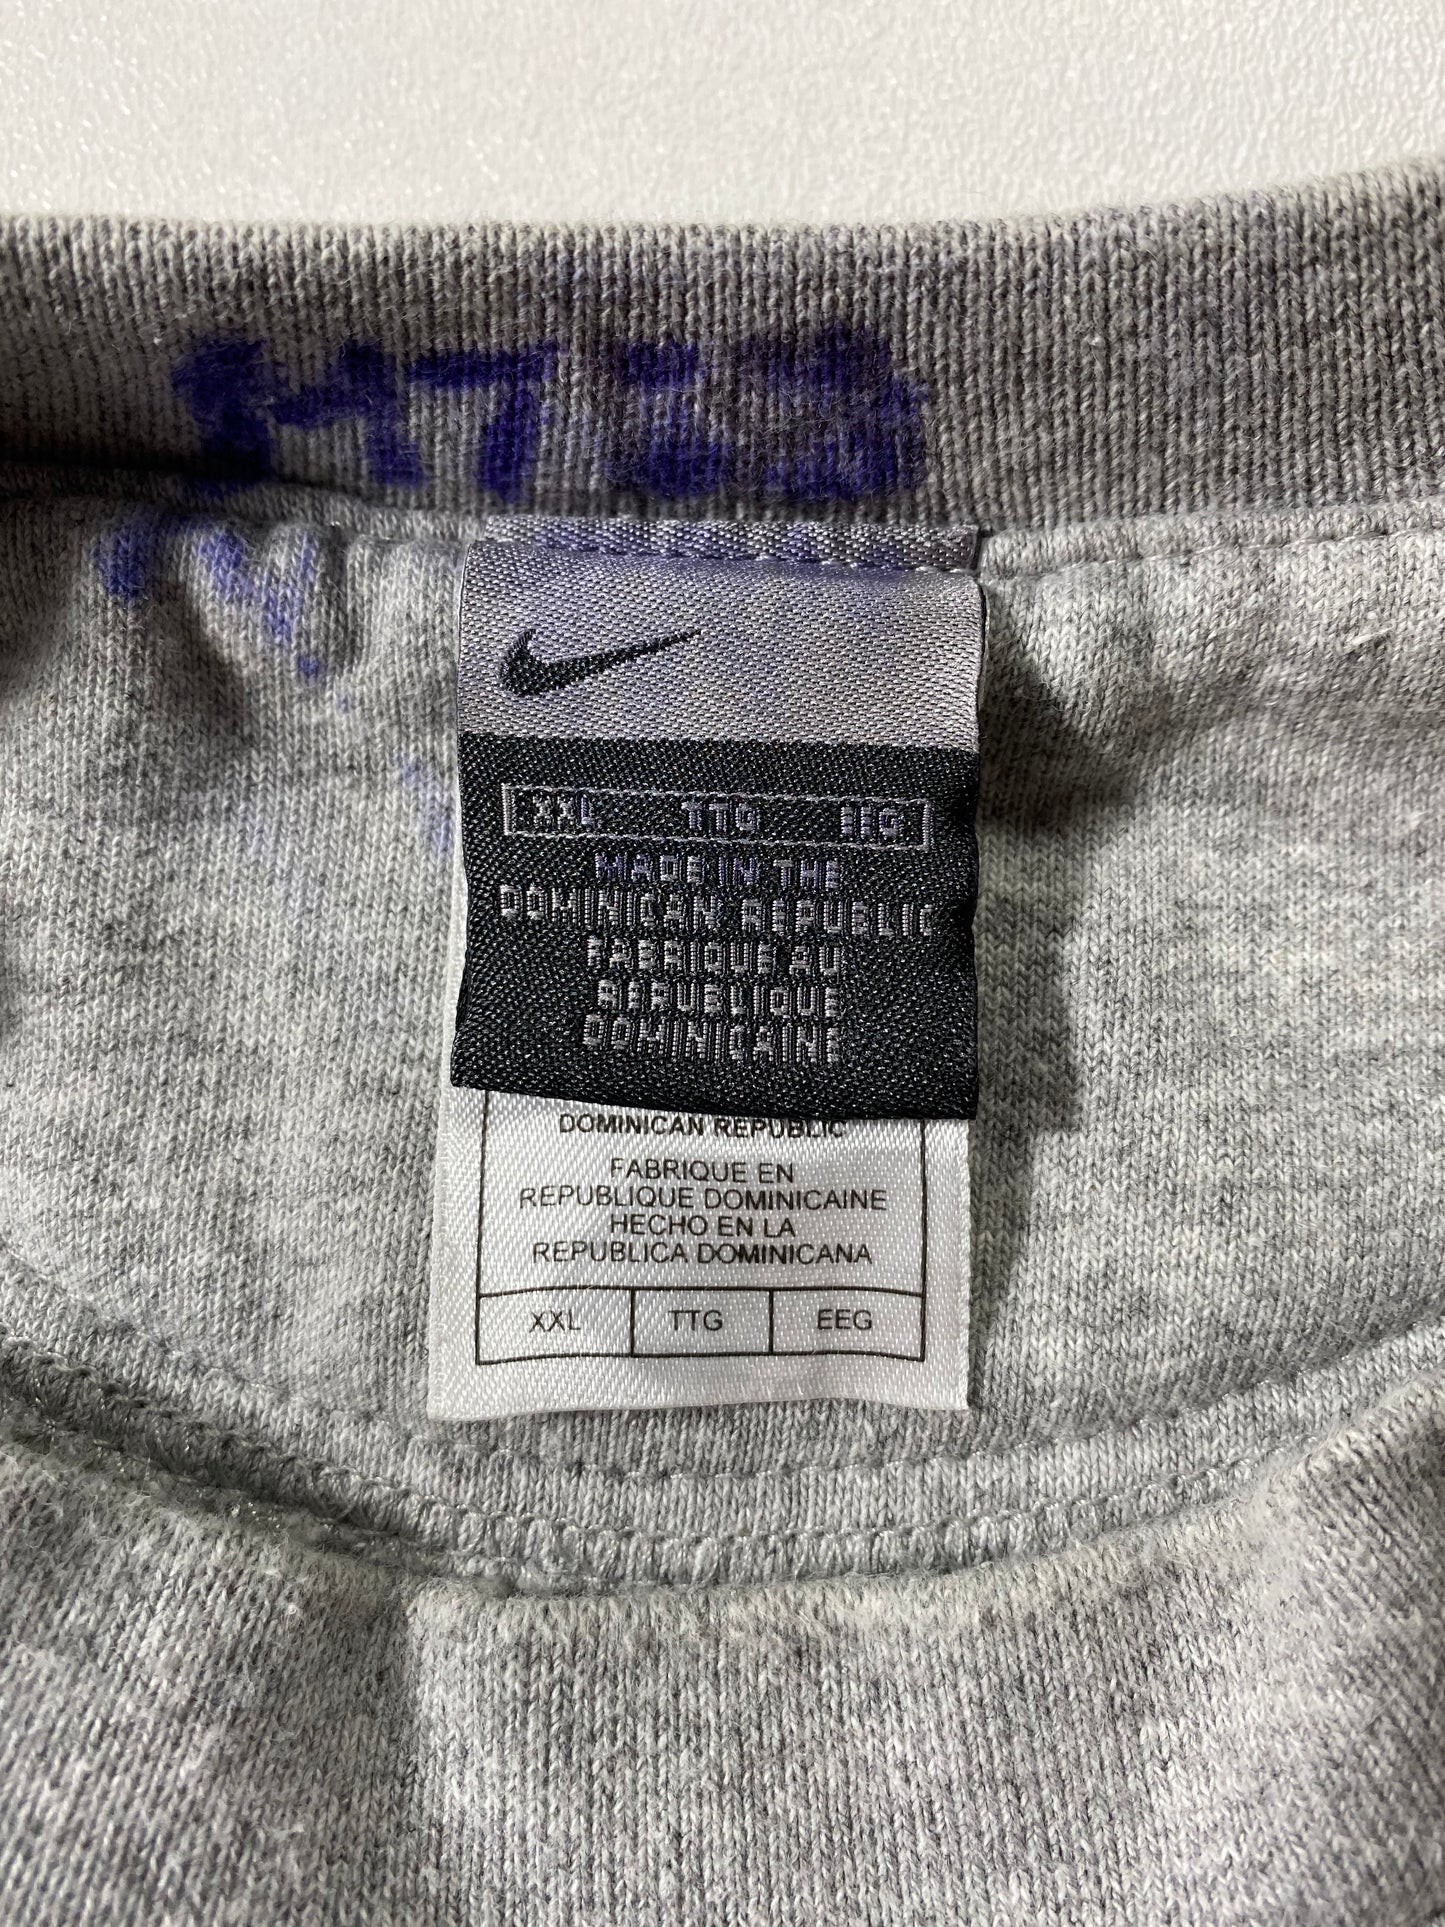 XXL TTG EEG
MADE IN THE
DOMINICAN REPUBLIC
FABRIQUE AU
REPUBLIQUE
DOMINICAINE
DOMINICAN REPUBLIC
FABRIQUE EN
REPUBLIQUE DOMINICAINE
HECHO EN LA
REPUBLICA DOMINICANA
XXL TTG EEG